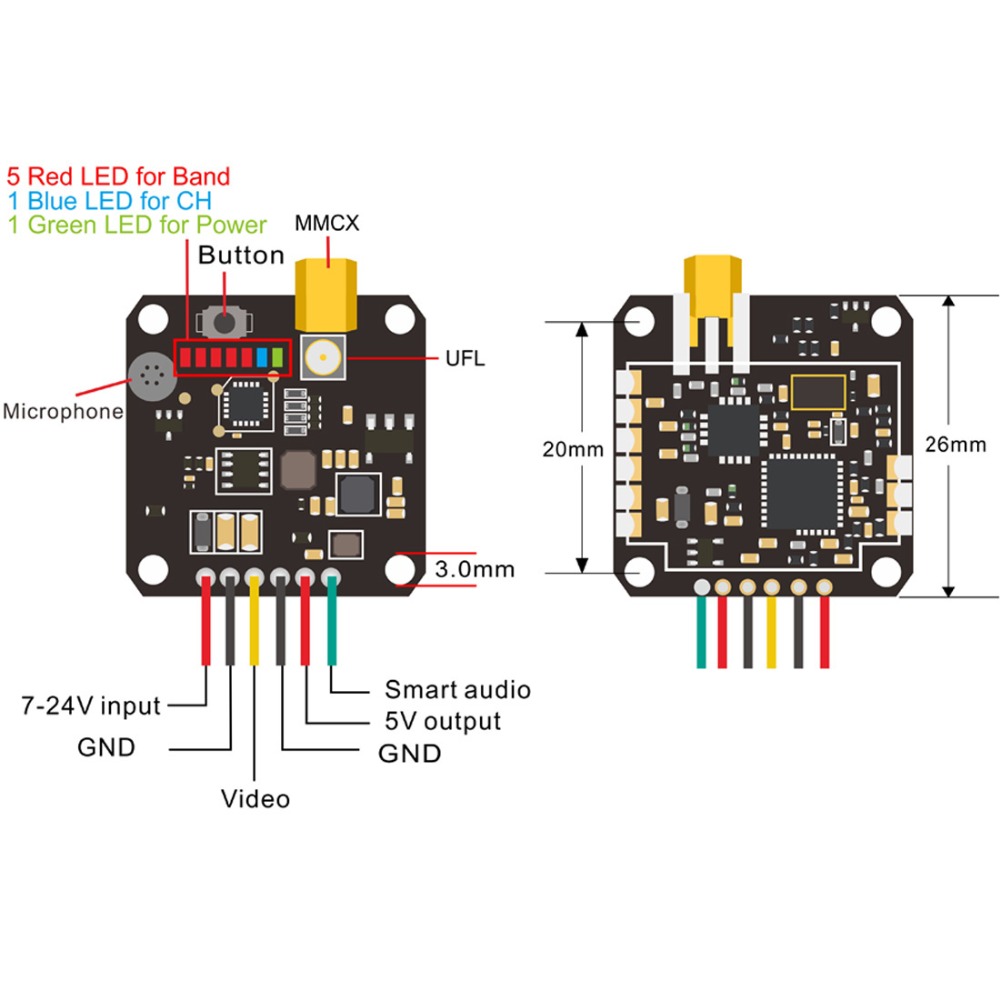 5 Red LED for Band
1 Blue LED for CH
1 Green LED for Power
Button
MMCX
UFL
Microphone
3.0mm
7-24V input
GND
Video
Smart audio
5V output
GND
20mm
26mm